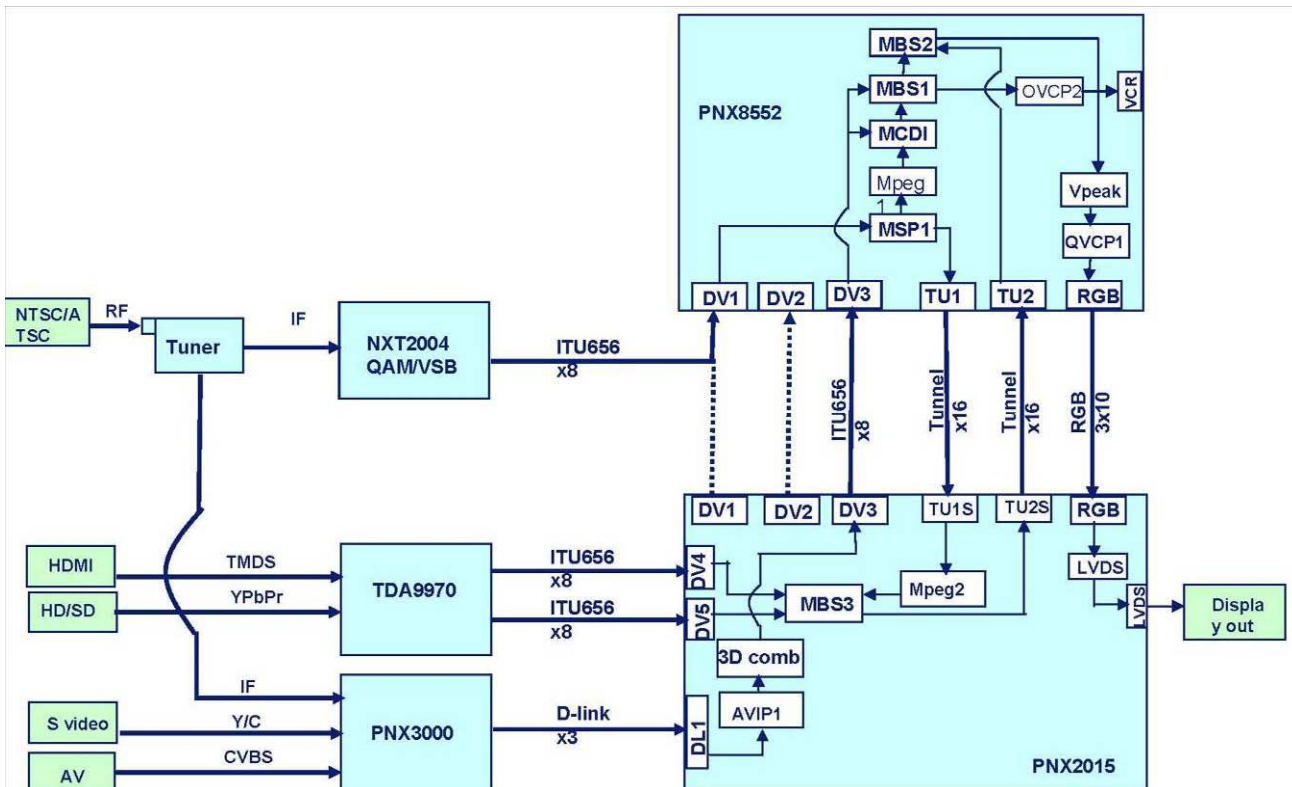 MBS2
MBS1
OVCP2
VCR
PNX8552
MCDI
Mpeg
1
Vpeak
MSP1
QVCP1
DV1
DV2
DV3
TU1
TU2
RGB
NTSC/A
TSC
RF
Tuner
IF
NXT2004
QAM/VSB
ITU656
x8
ITU656
x8
Tunnel
x16
Tunnel
x16
RGB
3x10
DV1
DV2
DV3
TU1S
TU2S
RGB
HDMI
TMDS
HD/SD
YPbPr
TDA9970
ITU656
x8
ITU656
x8
DV4
DV5
MBS3
Mpeg2
LVDS
LVDS
Displa
y out
3D comb
AVIP1
DL1
IF
S video
Y/C
AV
CVBS
PNX3000
D-link
x3
PNX2015